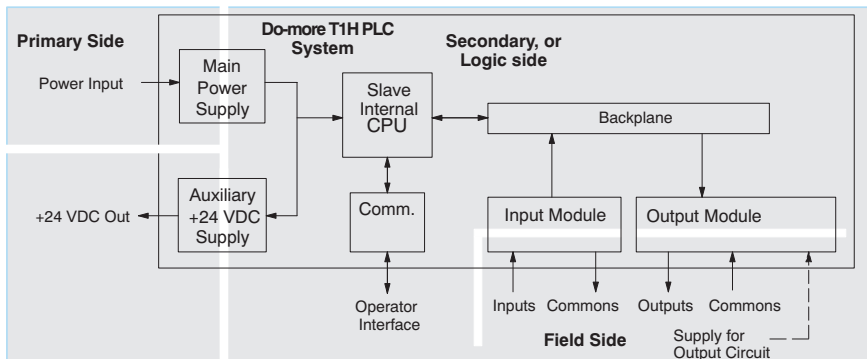 Primary Side
Do-more T1H PLC
System
Secondary, or
Logic side
Power Input
Main
Power
Supply
Slave
Internal
CPU
Backplane
+24 VDC Out
Auxiliary
+24 VDC
Supply
Comm.
Input Module
Output Module
Operator
Interface
Inputs
Commons
Outputs
Commons
Field Side
Supply for
Output Circuit